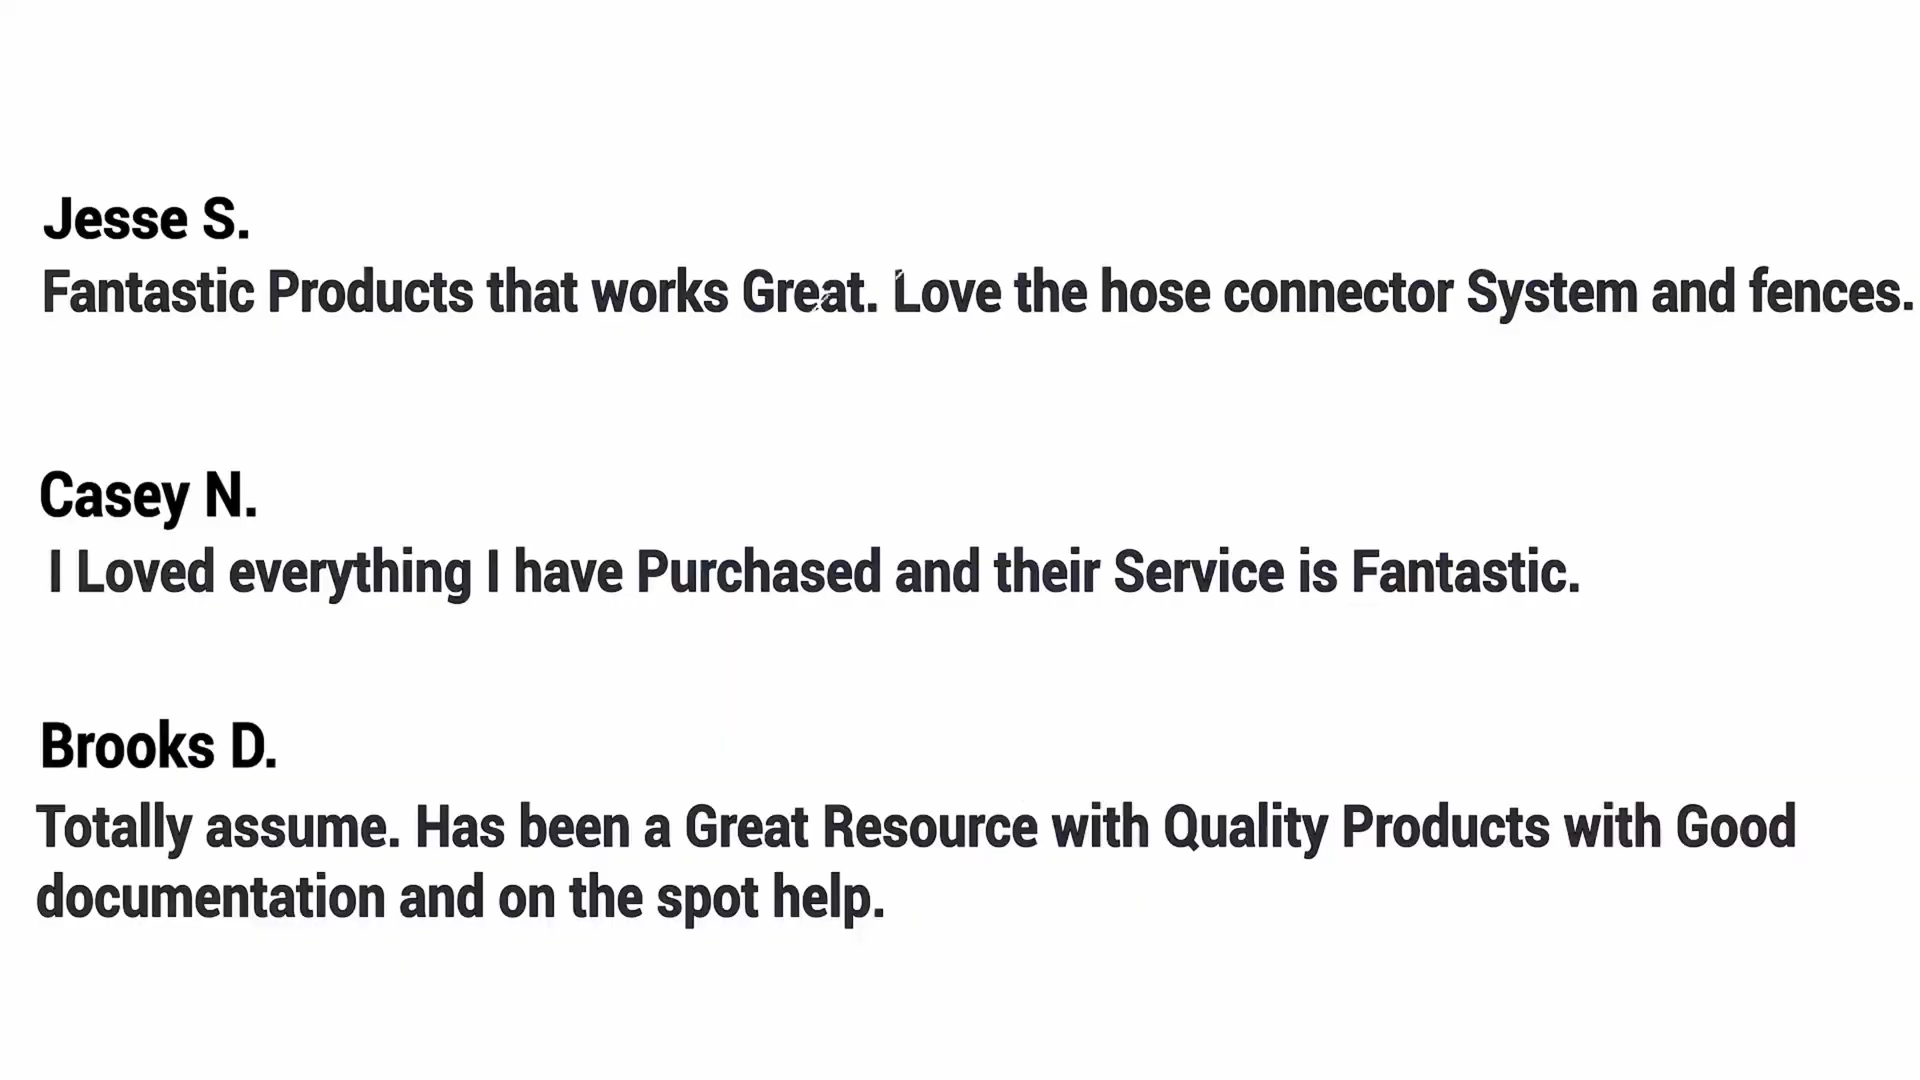 Jesse S.
Fantastic Products that works Great. Love the hose connector System and fences.
Casey N.
I Loved everything I have Purchased and their Service is Fantastic.
Brooks D.
Totally assume. Has been a Great Resource with Quality Products with Good
documentation and on the spot help.